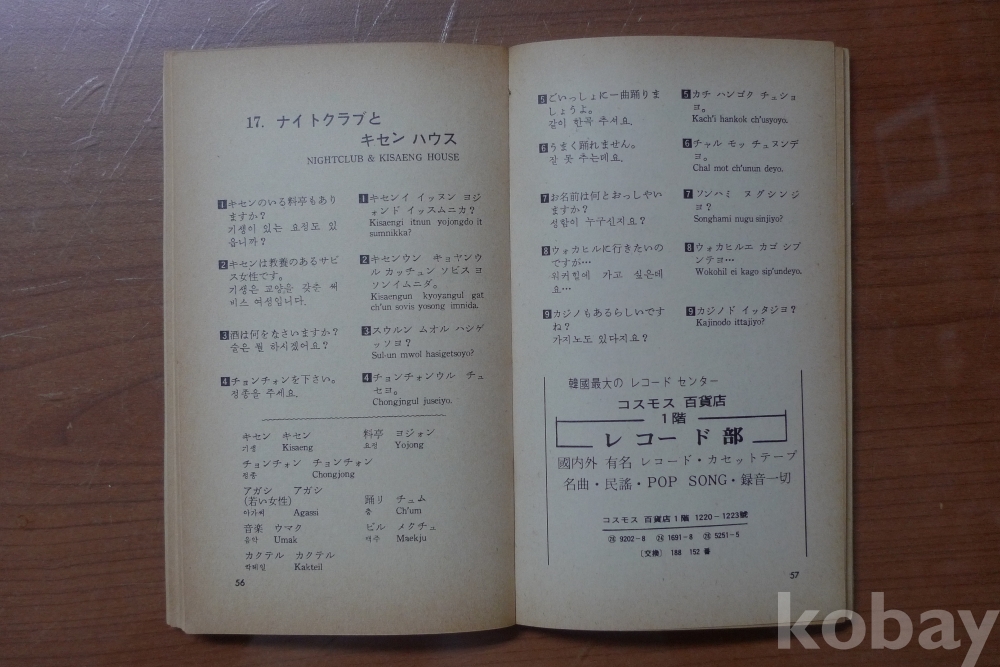 17. ナイトクラブと
キセン ハウス
NIGHTCLUB & KISAENG HOUSE
1 キセンのいる料亭もあり
ますか?
기생이 있는 요정도 있
읍니까?
1 キセンイ イッヌン ヨジ
ォンド イッスムニカ?
Kisaengi itnun yojongdo it
sumnikka?
2 キセンは教養のあるサビ
ス女性です。
기생은 교양을 갖춘 써
비스 여성입니다.
2 キセンウン キョヤンウ
ル カッチュン ソビス ヨ
ソンイムニダ。
Kisaengun kyoyangul gat
ch'un sovis yosong imnida.
3 酒は何をなさいますか?
술은 뭘 하시겠어요?
3 スウルン ムオル ハシゲ
ッソヨ?
Sul-un mwol hasigetsoyo?
4 チョンチォンを下さい。
정종을 주세요.
4 チョンチォンウル チュ
セヨ。
Chongjngul juseiyo.
キセン キセン
기생 Kisaeng
料亭 ヨジォン
요정 Yojong
チョンチォン チョンチォン
정종 Chongjong
アガシ アガシ
(若い女性)
아가씨 Agassi
踊り チュム
춤 Ch'um
音楽 ウマク
음악 Umak
ビル メクチュ
맥주 Maekju
カクテル カクテル
칵테일 Kakteil
56
5 ごいっしょに一曲踊りま
しょうよ。
같이 한곡 추셔요.
5 カチ ハンゴク チュショ
ヨ。
Kach'i hankok ch'usyoyo.
6 うまく踊れません。
잘 못 추는데요.
6 チャル モッ チュヌンデ
ヨ。
Chal mot ch'unun deyo.
7 お名前は何とおっしやい
ますか?
성함이 누구신지요?
7 ソンハミ ヌグシンジ
ヨ?
Songhami nugu sinjiyo?
8 ウォカヒルに行きたいの
ですが…
워커힐에 가고 싶은데
요…
8 ウォカヒルエ カゴ シプ
ンテヨ…
Wokohil ei kago sip'undeyo.
9 カジノもあるらしいです
ね?
가지노도 있다지요?
9 カジノド イッタジヨ?
Kajinodo ittajiyo?
韓國最大の レコード センター
コスモス 百貨店
1階
レコード部
國内外 有名 レコード・カセットテープ
名曲・民謠・POP SONG・録音一切
コスモス 百貨店 1 階 1220-1223號
㉘ 9202-8 ㉔ 1691-8 ㉘ 5251-5
〔交換〕 188 152 番
57
kobay